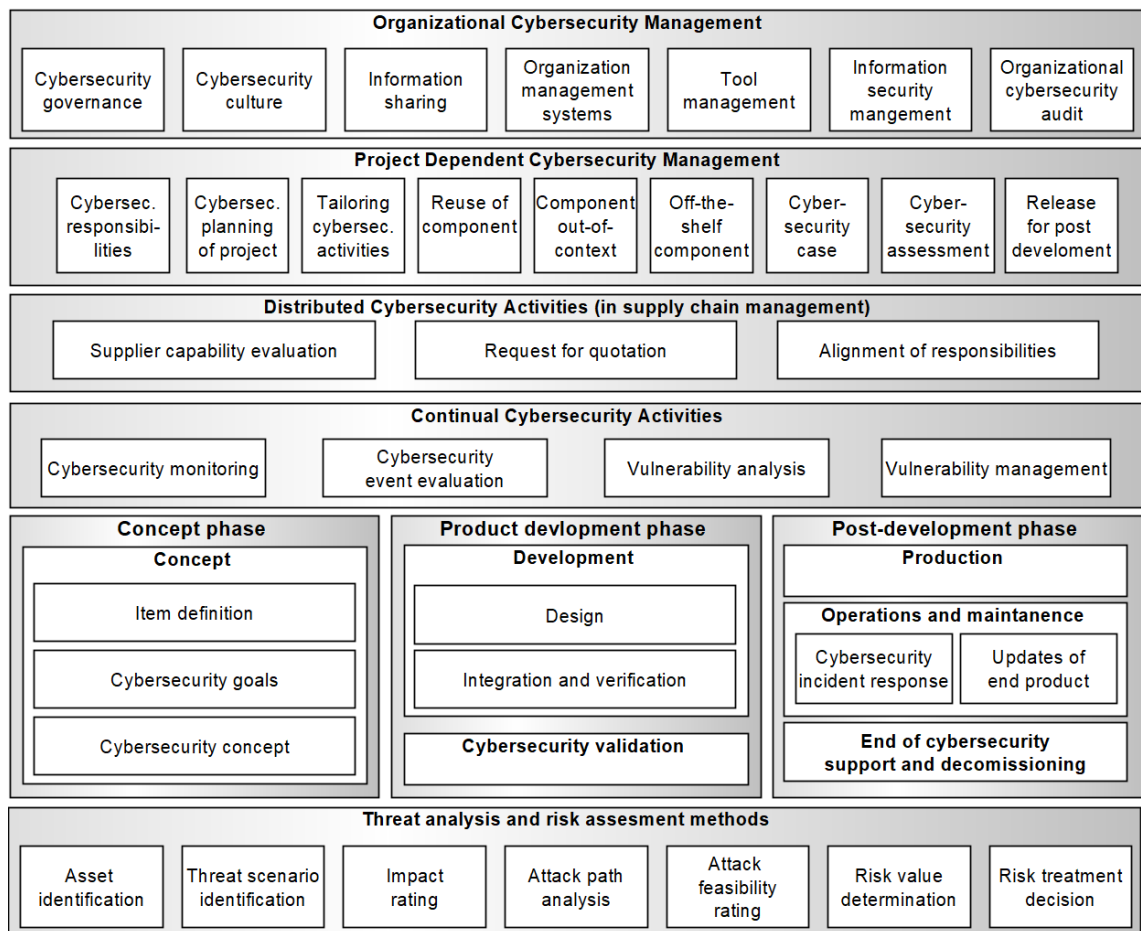 Organizational Cybersecurity Management
Cybersecurity
governance
Cybersecurity
culture
Information
sharing
Organization
management
systems
Tool
management
Information
security
mangement
Organizational
cybersecurity
audit
Project Dependent Cybersecurity Management
Cybersec.
responsibi-
lities
Cybersec.
planning
of project
Tailoring
cybersec.
activities
Reuse of
component
Component
out-of-
context
Off-the-
shelf
component
Cyber-
security
case
Cyber-
security
assessment
Release
for post
develoment
Distributed Cybersecurity Activities (in supply chain management)
Supplier capability evaluation
Request for quotation
Alignment of responsibilities
Continual Cybersecurity Activities
Cybersecurity monitoring
Cybersecurity
event evaluation
Vulnerability analysis
Vulnerability management
Concept phase
Concept
Item definition
Cybersecurity goals
Cybersecurity concept
Product devlopment phase
Development
Design
Integration and verification
Cybersecurity validation
Post-development phase
Production
Operations and maintanence
Cybersecurity
incident response
Updates of
end product
End of cybersecurity
support and decomissioning
Threat analysis and risk assesment methods
Asset
identification
Threat scenario
identification
Impact
rating
Attack path
analysis
Attack
feasibility
rating
Risk value
determination
Risk treatment
decision